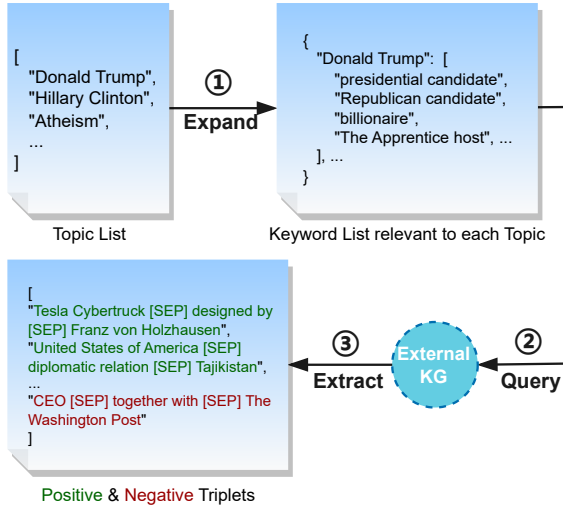 [
"Donald Trump",
"Hillary Clinton",
"Atheism",
...
]
Topic List
①
Expand
{
"Donald Trump": [
"presidential candidate",
"Republican candidate",
"billionaire",
"The Apprentice host", ...
], ...
}
Keyword List relevant to each Topic
②
Query
External
KG
③
Extract
[
"Tesla Cybertruck [SEP] designed by
[SEP] Franz von Holzhausen",
"United States of America [SEP]
diplomatic relation [SEP] Tajikistan",
...
"CEO [SEP] together with [SEP] The
Washington Post"
]
Positive & Negative Triplets